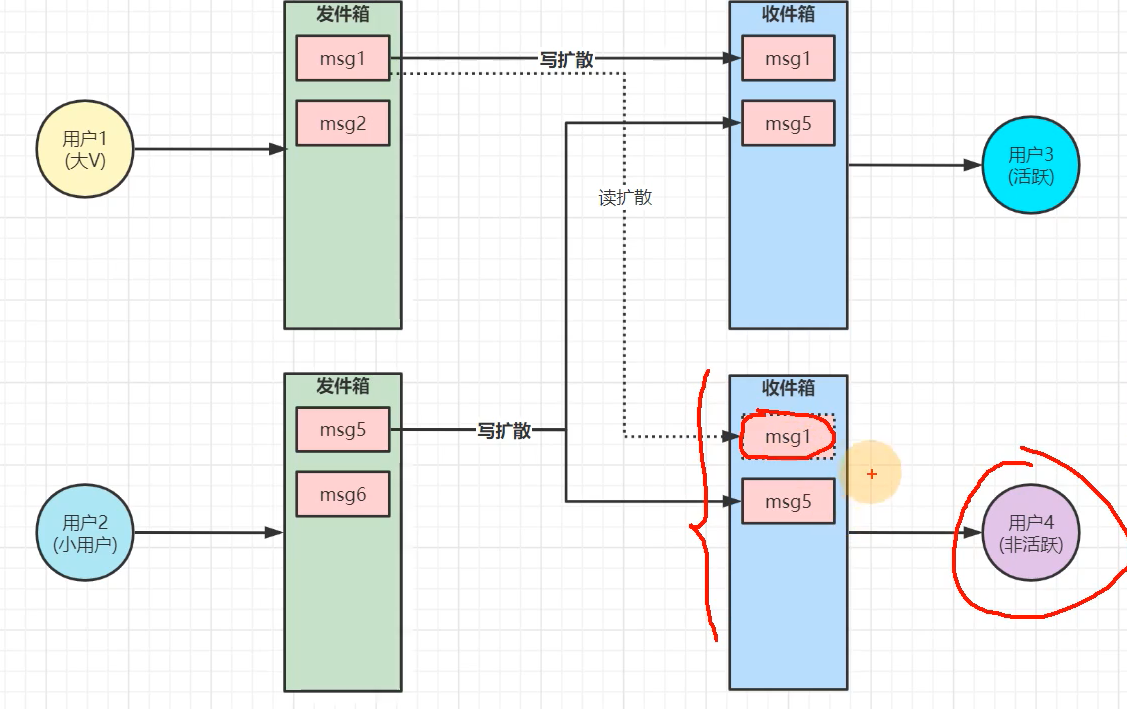 发件箱
msg1
msg2
用户1
(大V)
写扩散
读扩散
收件箱
msg1
msg5
用户3
(活跃)
发件箱
msg5
msg6
用户2
(小用户)
写扩散
收件箱
msg1
msg5
用户4
(非活跃)